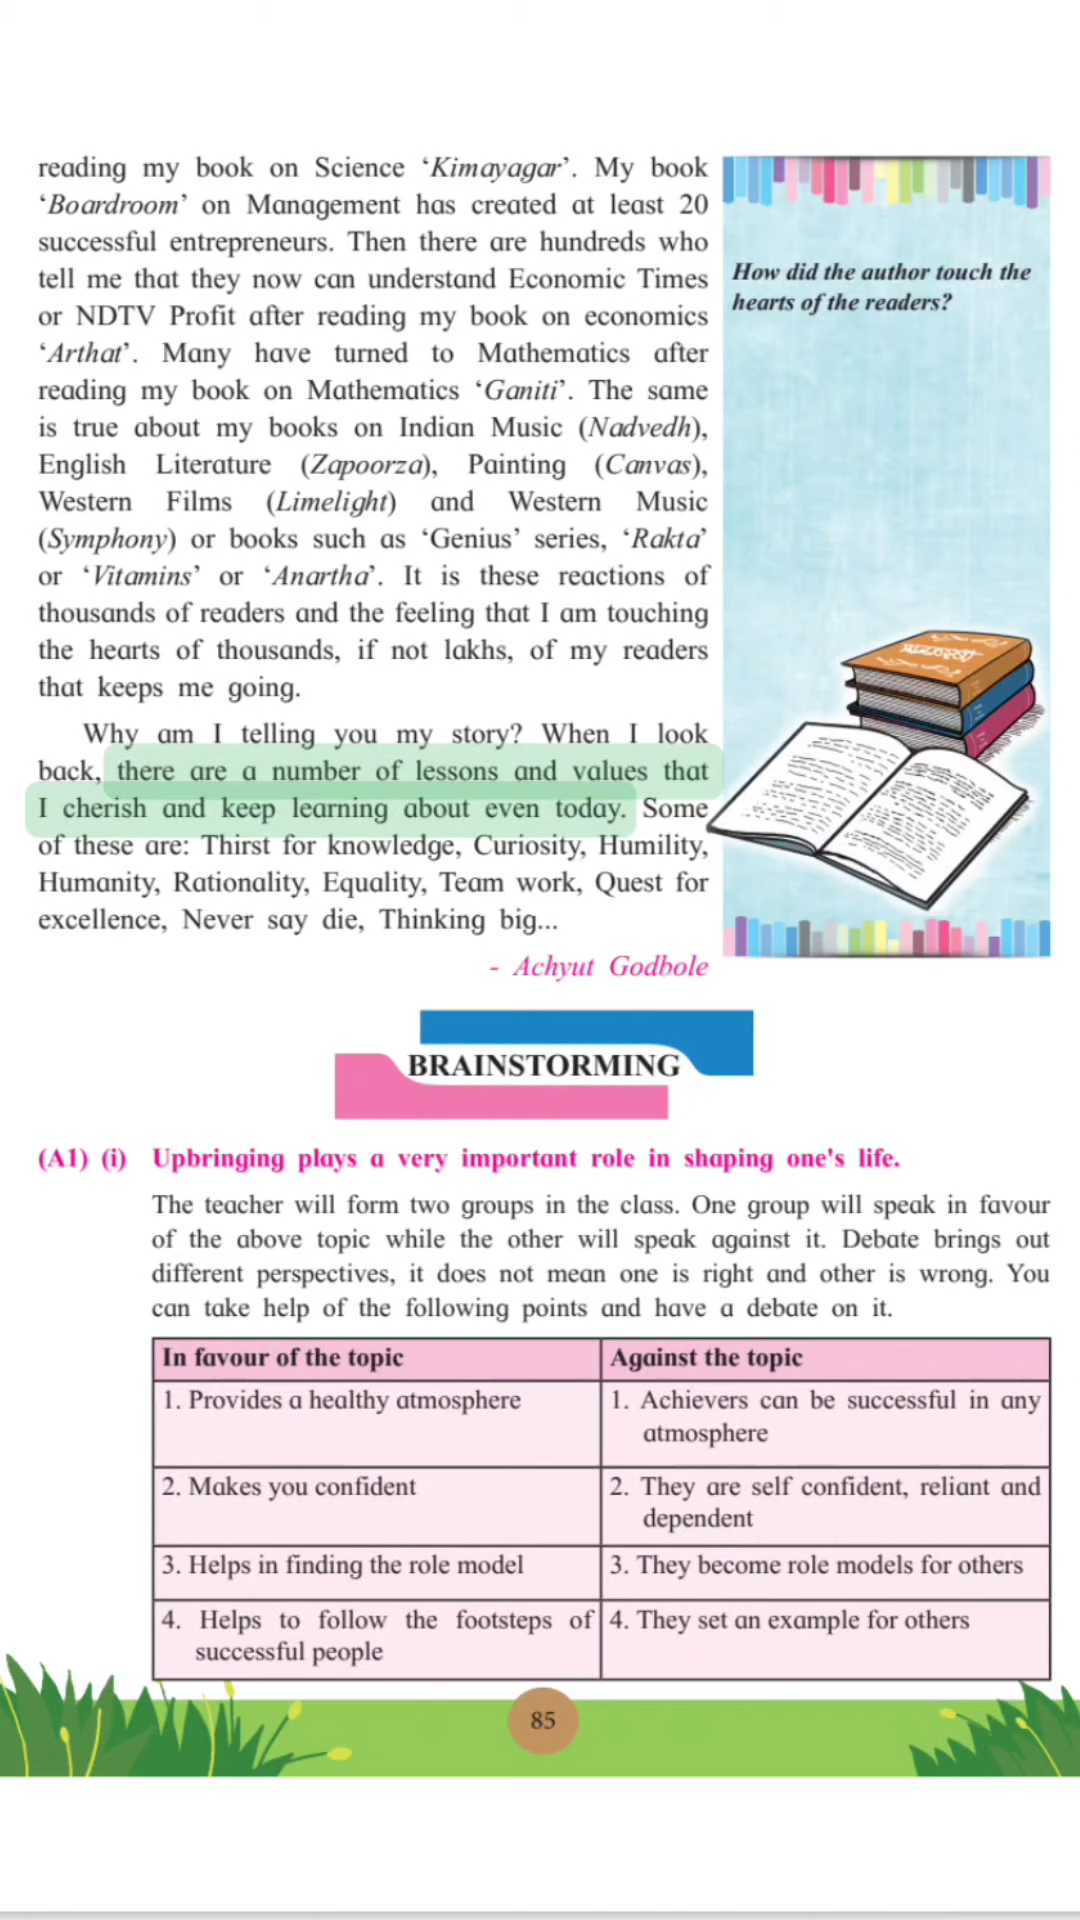 reading my book on Science ‘Kimayagar’. My book
‘Boardroom’ on Management has created at least 20
successful entrepreneurs. Then there are hundreds who
tell me that they now can understand Economic Times
or NDTV Profit after reading my book on economics
‘Arthat’. Many have turned to Mathematics after
reading my book on Mathematics ‘Ganiti’. The same
is true about my books on Indian Music (Nadvedh),
English Literature (Zapoorza), Painting (Canvas),
Western Films (Limelight) and Western Music
(Symphony) or books such as ‘Genius’ series, ‘Rakta’
or ‘Vitamins’ or ‘Anartha’. It is these reactions of
thousands of readers and the feeling that I am touching
the hearts of thousands, if not lakhs, of my readers
that keeps me going.
Why am I telling you my story? When I look
back, there are a number of lessons and values that
I cherish and keep learning about even today. Some
of these are: Thirst for knowledge, Curiosity, Humility,
Humanity, Rationality, Equality, Team work, Quest for
excellence, Never say die, Thinking big...
- Achyut Godbole
How did the author touch the
hearts of the readers?
BRAINSTORMING
(A1) (i) Upbringing plays a very important role in shaping one's life.
The teacher will form two groups in the class. One group will speak in favour
of the above topic while the other will speak against it. Debate brings out
different perspectives, it does not mean one is right and other is wrong. You
can take help of the following points and have a debate on it.
In favour of the topic
Against the topic
1. Provides a healthy atmosphere
1. Achievers can be successful in any
atmosphere
2. Makes you confident
2. They are self confident, reliant and
dependent
3. Helps in finding the role model
3. They become role models for others
4. Helps to follow the footsteps of
successful people
4. They set an example for others
85